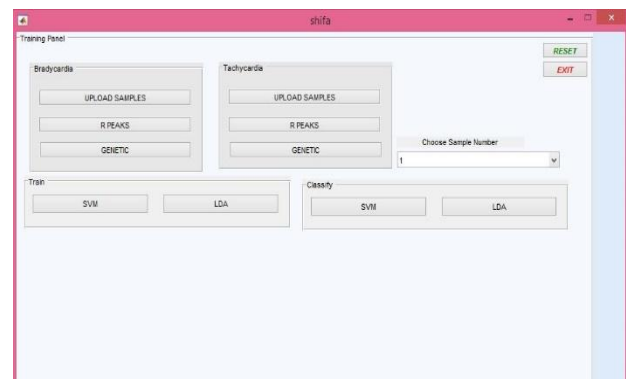 shifa
Training Panel
RESET
EXIT
Bradycardia
UPLOAD SAMPLES
R PEAKS
GENETIC
Tachycardia
UPLOAD SAMPLES
R PEAKS
GENETIC
Choose Sample Number
1
Train
SVM
LDA
Classify
SVM
LDA